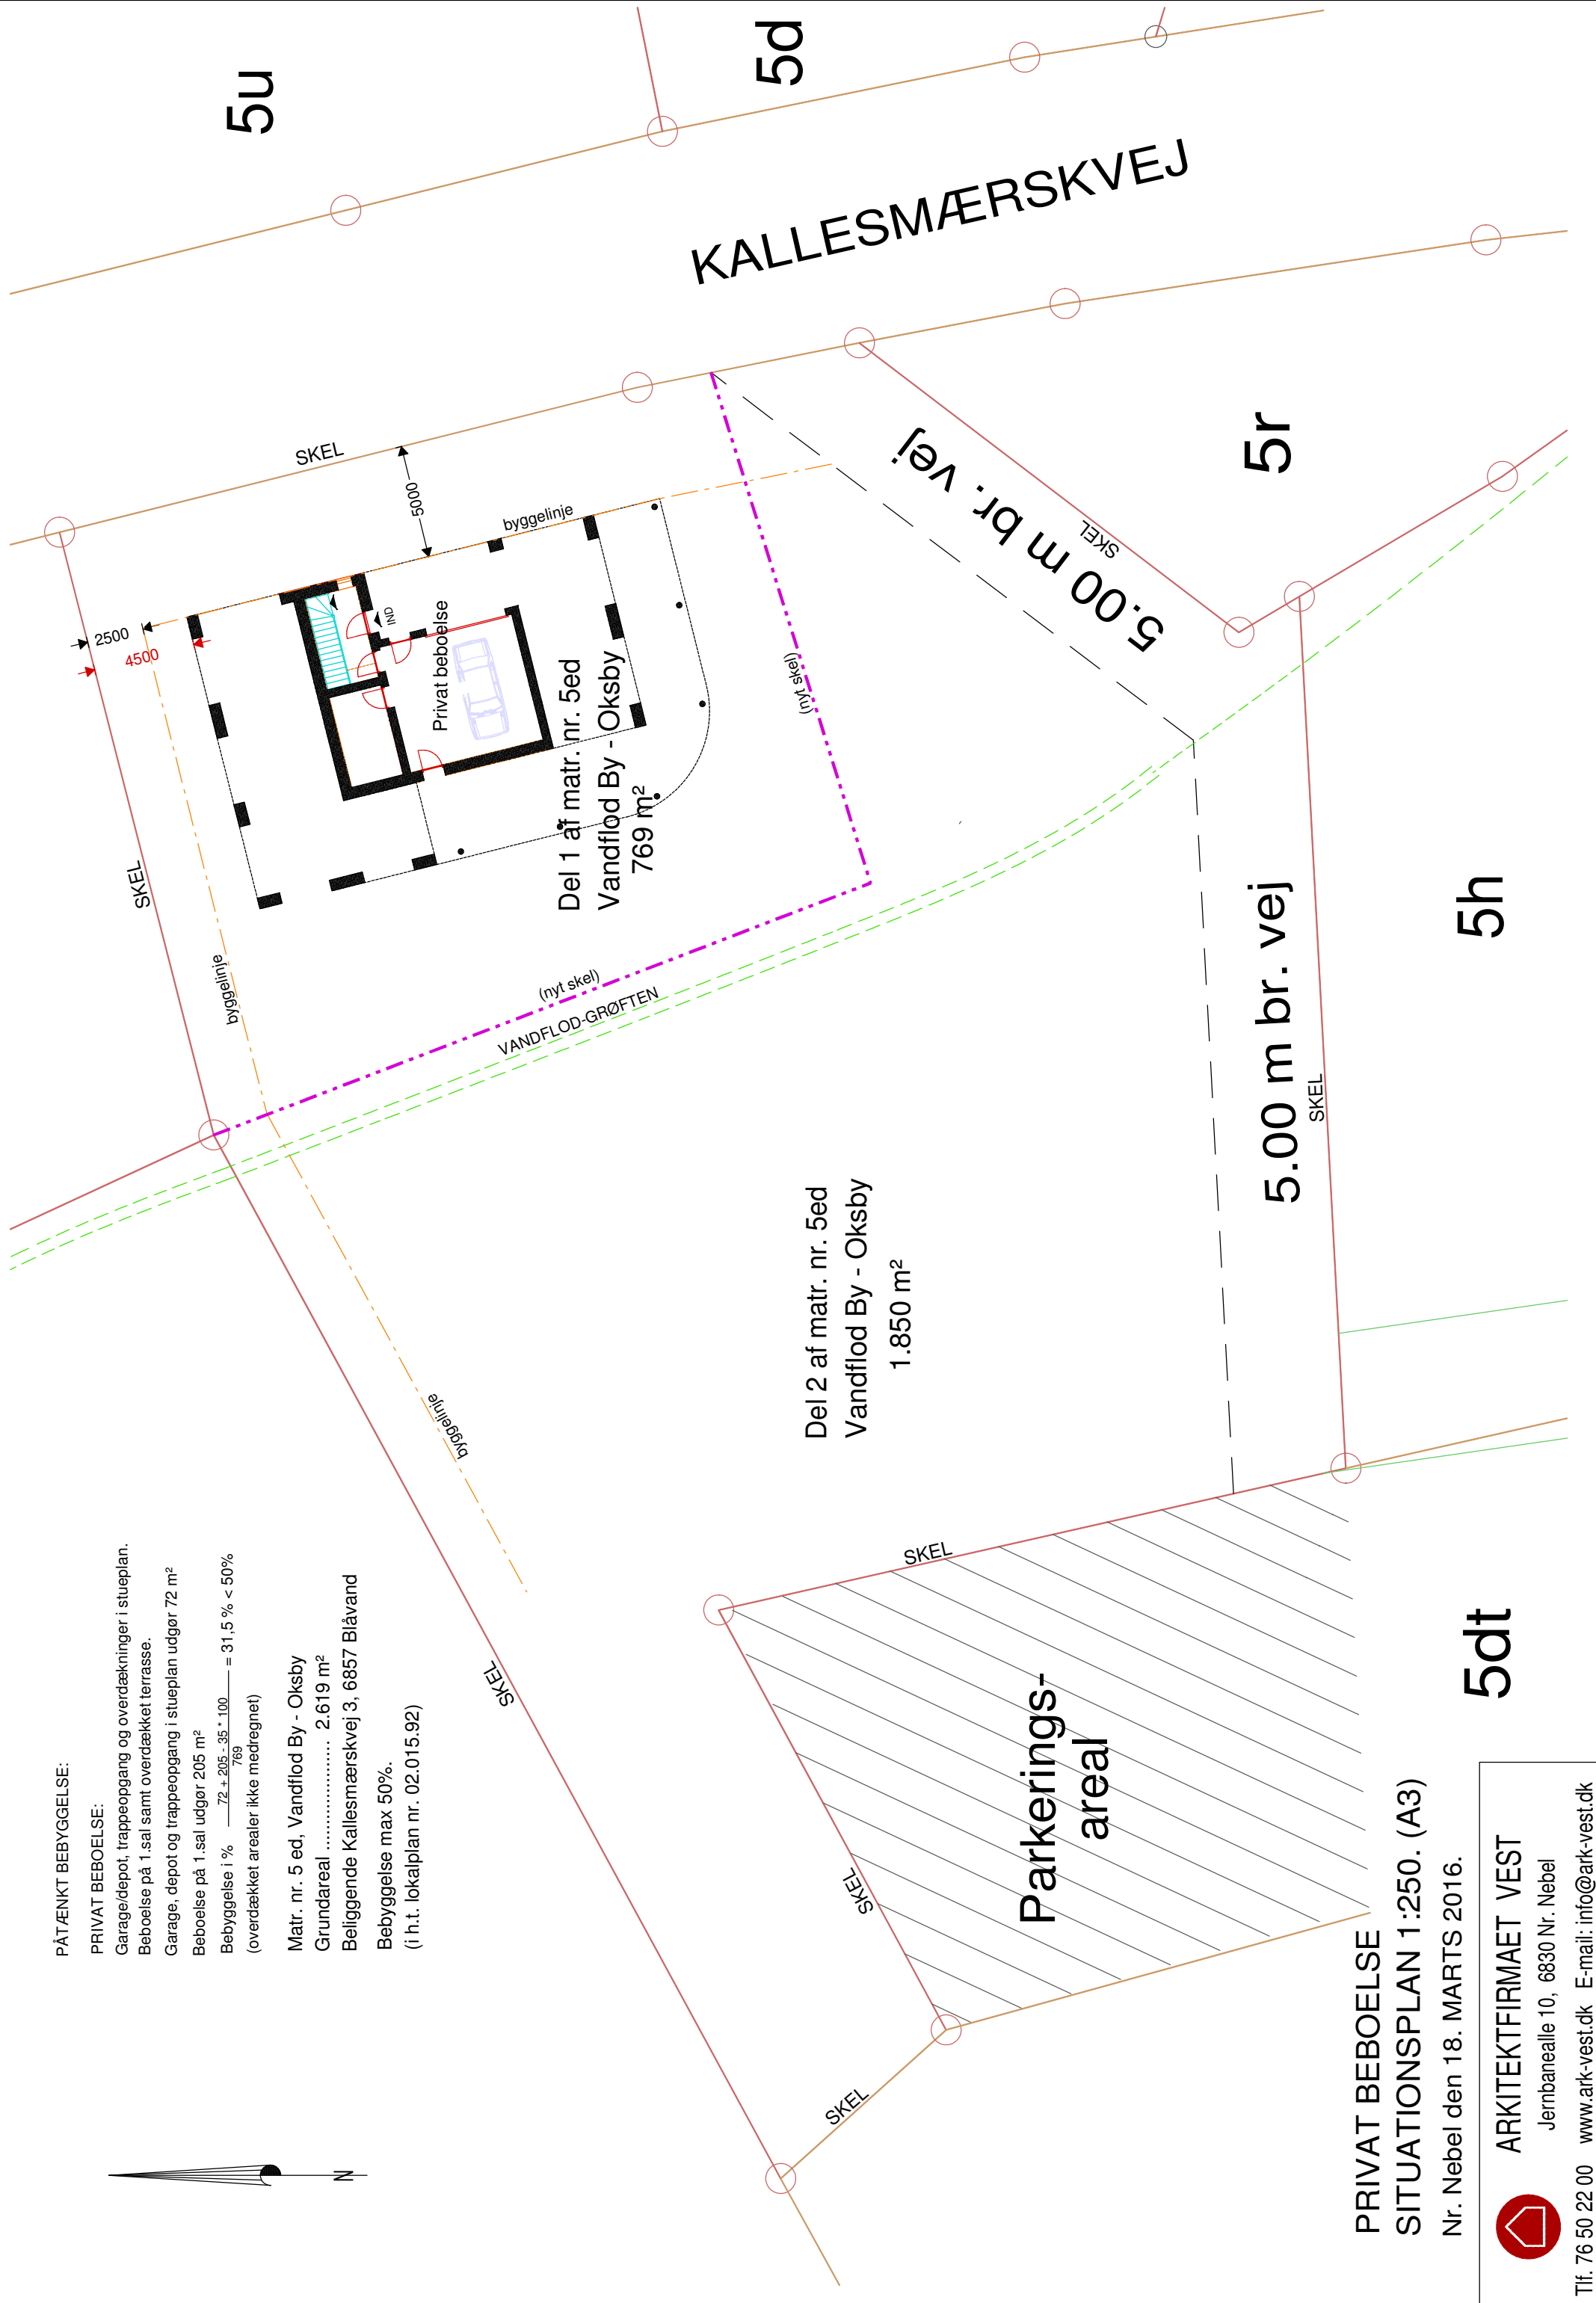 PÅTÆNKT BEBYGGELSE:
PRIVAT BEBOELSE:
Garage/depot, trappeopgang og overdækninger i stueplan.
Beboelse på 1.sal samt overdækket terrasse.
Garage, depot og trappeopgang i stueplan udgør 72 m²
Beboelse på 1.sal udgør 205 m²
Bebyggelse i % 72 + 205 - 35 * 100 = 31,5 % < 50%
769
(overdækket arealer ikke medregnet)
Matr. nr. 5 ed, Vandflod By - Oksby
Grundareal ..................... 2.619 m²
Beliggende Kallesmærskvej 3, 6857 Blåvand
Bebyggelse max 50%.
(i h.t. lokalplan nr. 02.015.92)
N
SKEL
byggelinje
2500
4500
SKEL
5000
byggelinje
IND
Privat beboelse
Del 1 af matr. nr. 5ed
Vandflod By - Oksby
769 m²
(nyt skel)
VANDFLOD-GRØFTEN
(nyt skel)
byggelinje
SKEL
5u
5d
KALLESMÆRSKVEJ
5.00 m br. vej
SKEL
5r
Del 2 af matr. nr. 5ed
Vandflod By - Oksby
1.850 m²
5.00 m br. vej
SKEL
5h
SKEL
SKEL
SKEL
Parkerings-
areal
5dt
PRIVAT BEBOELSE
SITUATIONSPLAN 1:250. (A3)
Nr. Nebel den 18. MARTS 2016.
ARKITEKTFIRMAET VEST
Jernbanealle 10, 6830 Nr. Nebel
Tlf. 76 50 22 00 www.ark-vest.dk E-mail: info@ark-vest.dk